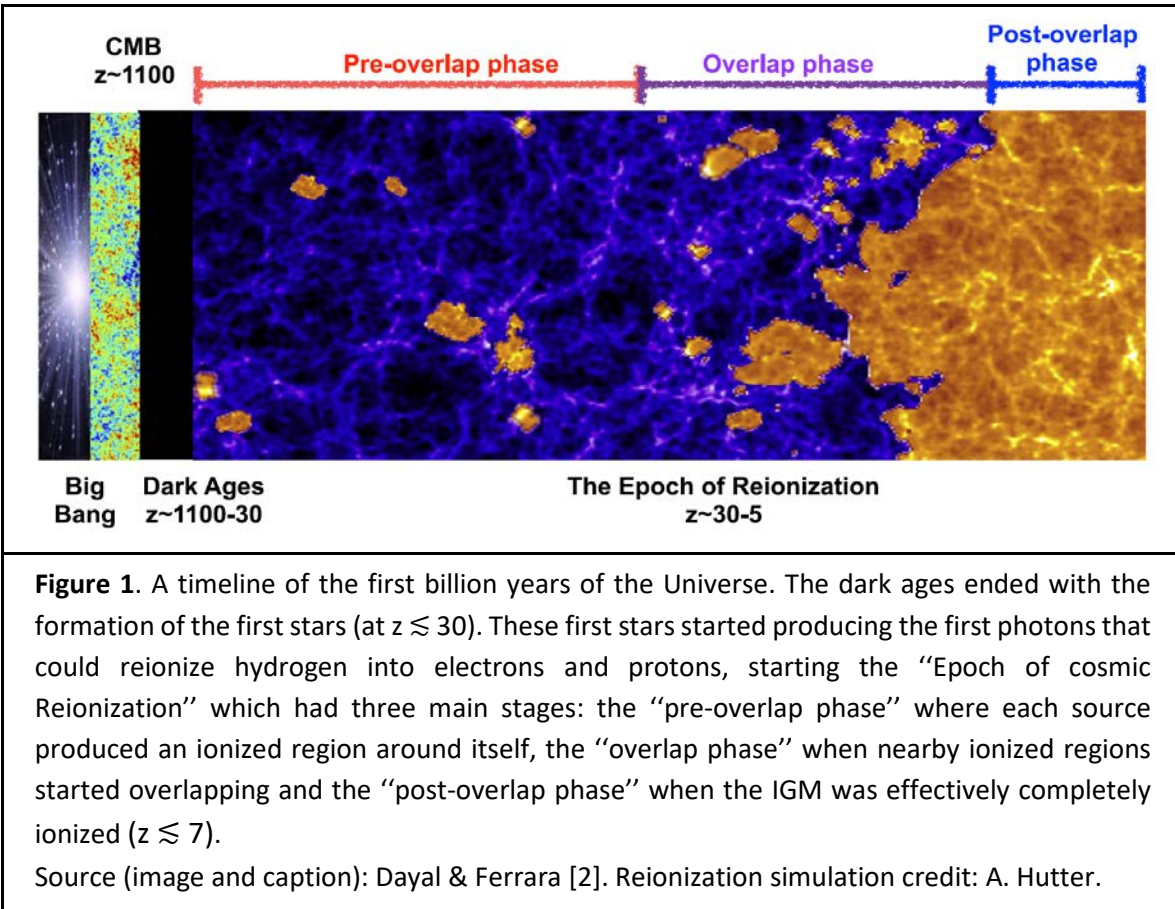 CMB
z~1100
Pre-overlap phase
Overlap phase
Post-overlap
phase
Big
Bang
Dark Ages
z~1100-30
The Epoch of Reionization
z~30-5
Figure 1. A timeline of the first billion years of the Universe. The dark ages ended with the
formation of the first stars (at z ≲ 30). These first stars started producing the first photons that
could reionize hydrogen into electrons and protons, starting the ‘‘Epoch of cosmic
Reionization’’ which had three main stages: the ‘‘pre-overlap phase’’ where each source
produced an ionized region around itself, the ‘‘overlap phase’’ when nearby ionized regions
started overlapping and the ‘‘post-overlap phase’’ when the IGM was effectively completely
ionized (z ≲ 7).
Source (image and caption): Dayal & Ferrara [2]. Reionization simulation credit: A. Hutter.